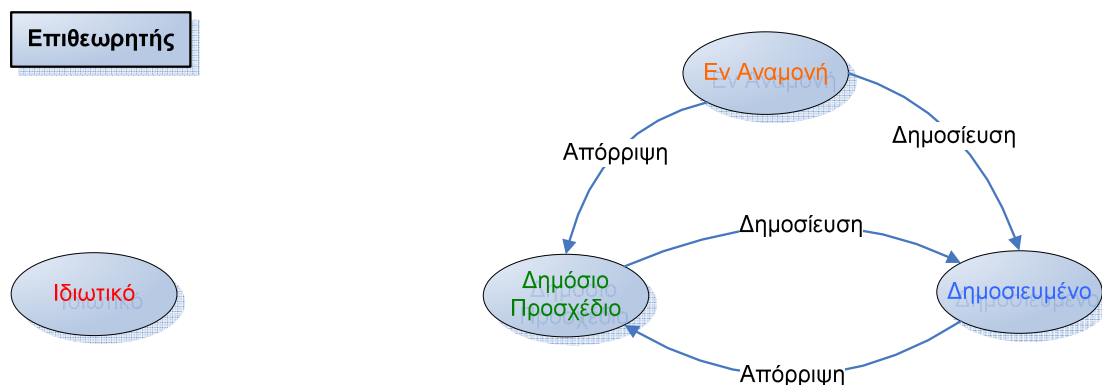 Επιθεωρητής
Εν Αναμονή
Απόρριψη
Δημοσίευση
Δημοσίευση
Ιδιωτικό
Δημόσιο
Προσχέδιο
Δημοσιευμένο
Απόρριψη